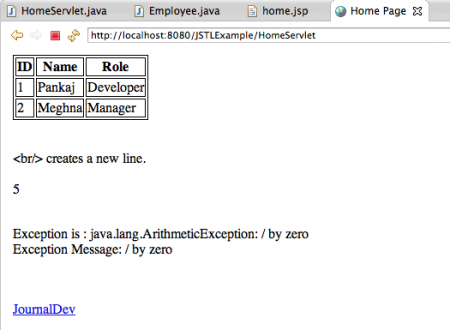 HomeServlet.java Employee.java home.jsp Home Page
http://localhost:8080/JSTLExample/HomeServlet
ID Name Role
1 Pankaj Developer
2 Meghna Manager
<br/> creates a new line.
5
Exception is : java.lang.ArithmeticException: / by zero
Exception Message: / by zero
JournalDev